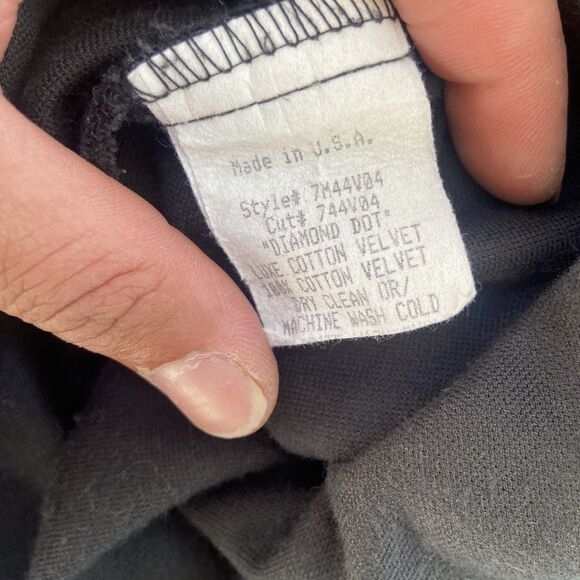 Made in U.S.A.
Style# 7M44V04
Cut# 744V04
"DIAMOND DOT"
LUXE COTTON VELVET
100% COTTON VELVET
DRY CLEAN OR/
MACHINE WASH COLD